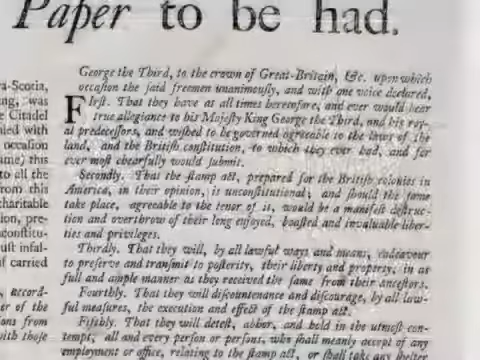 Paper to be had.
ra-Scotia,
ng, was
e Citadel
led with
occasion
ame) this
to all the
rom this
charitable
ion, pre-
constitu-
ust infal-
f carried
accord-
er of the
ons from
with those
George the Third, to the crown of Great-Britain, &c. upon which
occasion the said freemen unanimously, and with one voice declared,
First. That they have at all times heretofore, and ever would bear
true allegiance to his Majesty King George the Third, and his roy-
al predecessors, and wished to be governed agreeable to the laws of the
land, and the British constitution, to which they ever had, and for
ever most chearfully would submit.
Secondly. That the stamp act, prepared for the British colonies in
America, in their opinion, is unconstitutional; and should the same
take place, agreeable to the tenor of it, would be a manifest destruc-
tion and overthrow of their long enjoyed, boasted and invaluable liber-
ties and privileges.
Thirdly. That they will, by all lawful ways and means, endeavour
to preserve and transmit to posterity, their liberty and property, in as
full and ample manner as they received the same from their ancestors.
Fourthly. That they will discountenance and discourage, by all law-
ful measures, the execution and effect of the stamp act.
Fifthly. That they will detest, abhor, and hold in the utmost con-
tempt, all and every person or persons, who shall meanly accept of any
employment or office, relating to the stamp act, or shall take any shelter